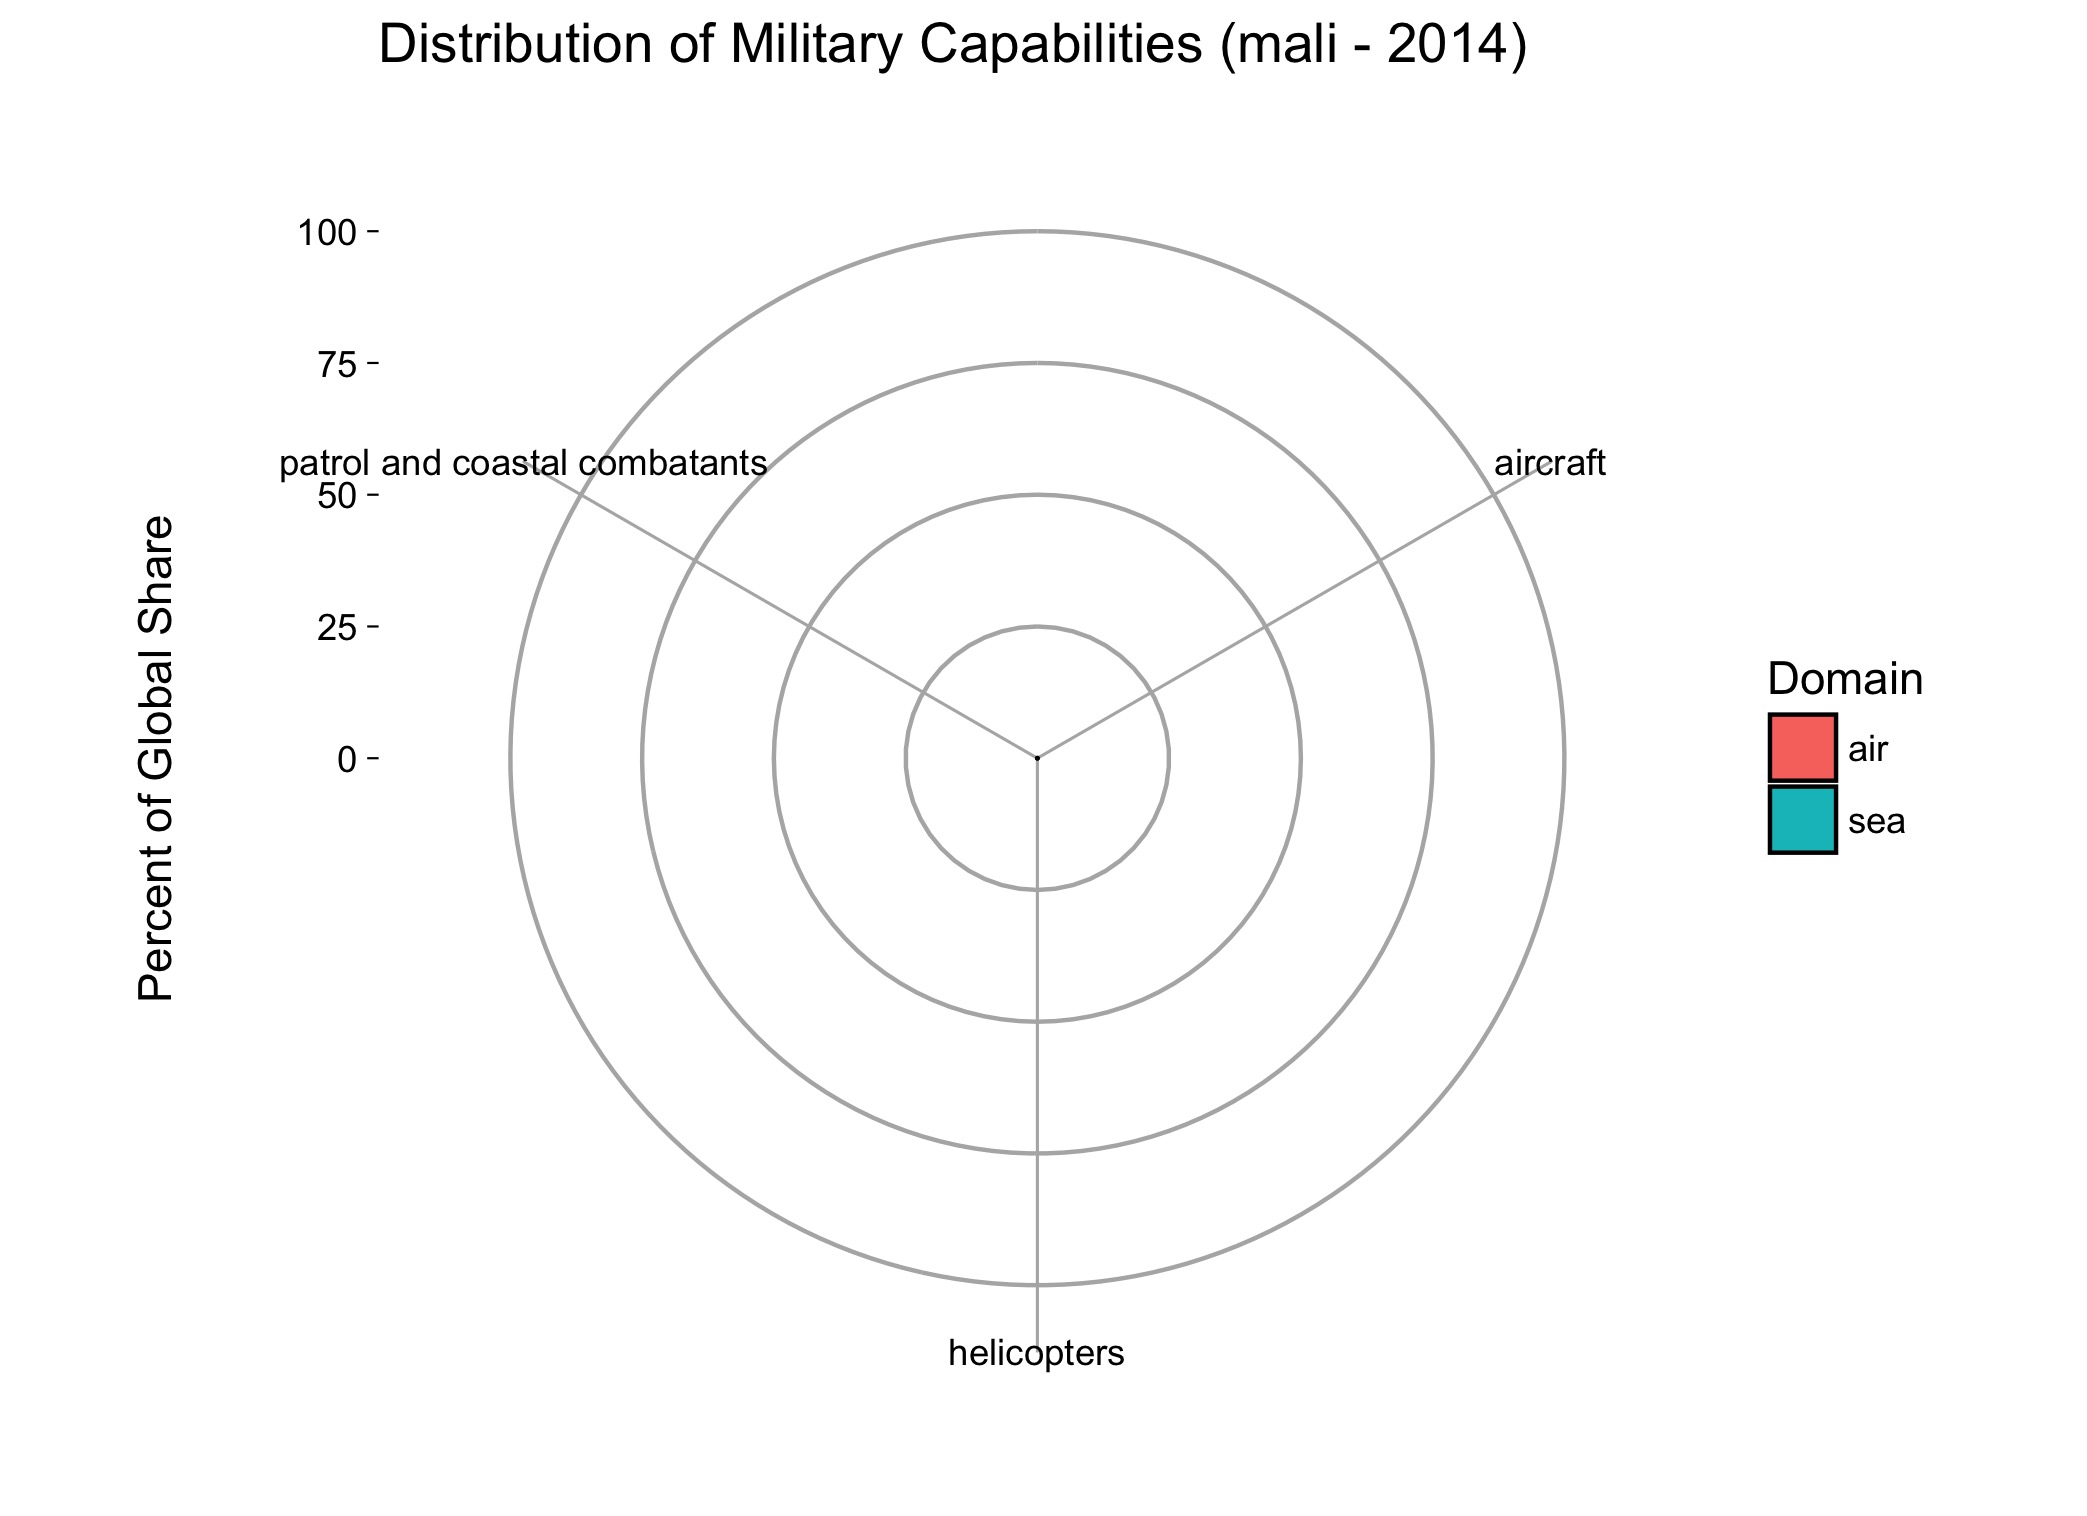 Distribution of Military Capabilities (mali - 2014)
Percent of Global Share
100
75
patrol and coastal combatants
aircraft
50
25
0
helicopters
Domain
air
sea